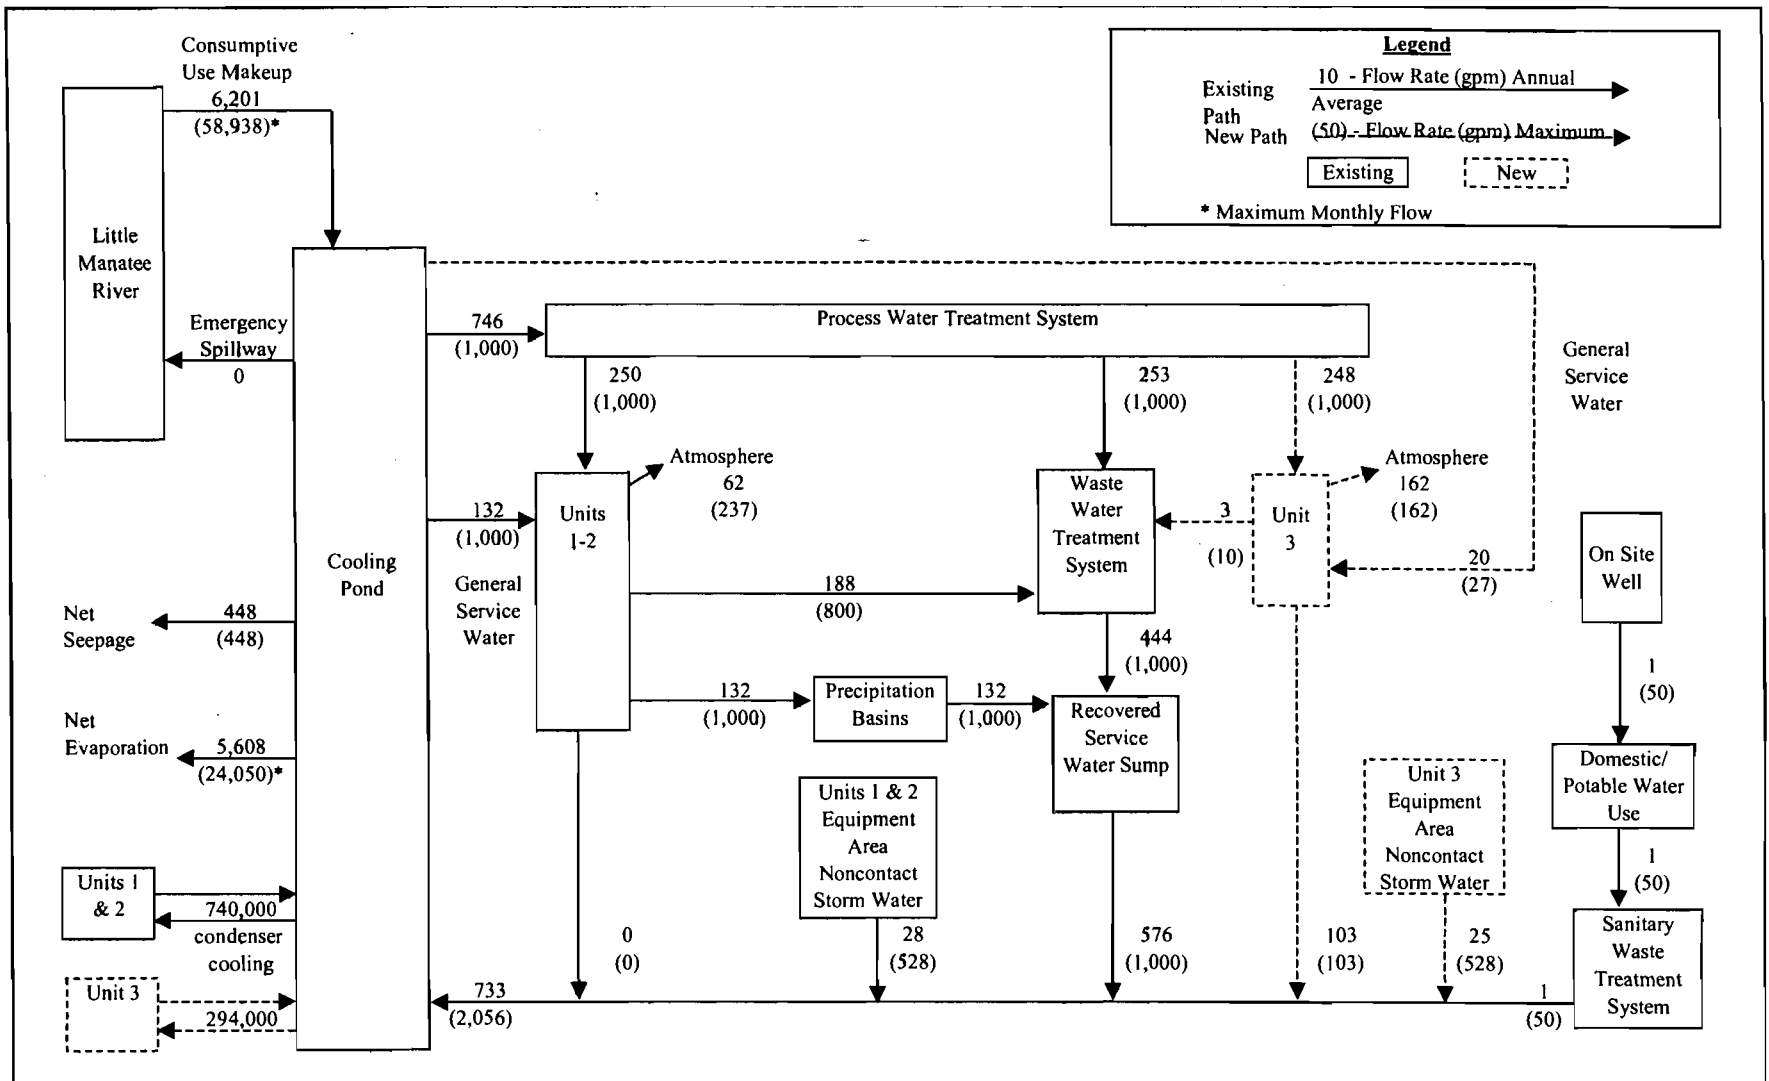 Consumptive
Use Makeup
6,201
(58,938)*
Legend
Existing
Path
10 - Flow Rate (gpm) Annual
Average
New Path
(50) - Flow Rate (gpm) Maximum
Existing
New
* Maximum Monthly Flow
Little
Manatee
River
Emergency
Spillway
0
746
(1,000)
Process Water Treatment System
General
Service
Water
250
(1,000)
253
(1,000)
248
(1,000)
Atmosphere
62
(237)
Atmosphere
162
(162)
132
(1,000)
General
Service
Water
Units
1-2
Waste
Water
Treatment
System
3
(10)
Unit
3
20
(27)
On Site
Well
Cooling
Pond
188
(800)
Net
Seepage
448
(448)
444
(1,000)
1
(50)
132
(1,000)
Precipitation
Basins
132
(1,000)
Recovered
Service
Water Sump
Net
Evaporation
5,608
(24,050)*
Domestic/
Potable Water
Use
Units 1 & 2
Equipment
Area
Noncontact
Storm Water
Unit 3
Equipment
Area
Noncontact
Storm Water
1
(50)
Units 1
& 2
740,000
condenser
cooling
0
(0)
28
(528)
576
(1,000)
103
(103)
25
(528)
Sanitary
Waste
Treatment
System
Unit 3
294,000
733
(2,056)
1
(50)